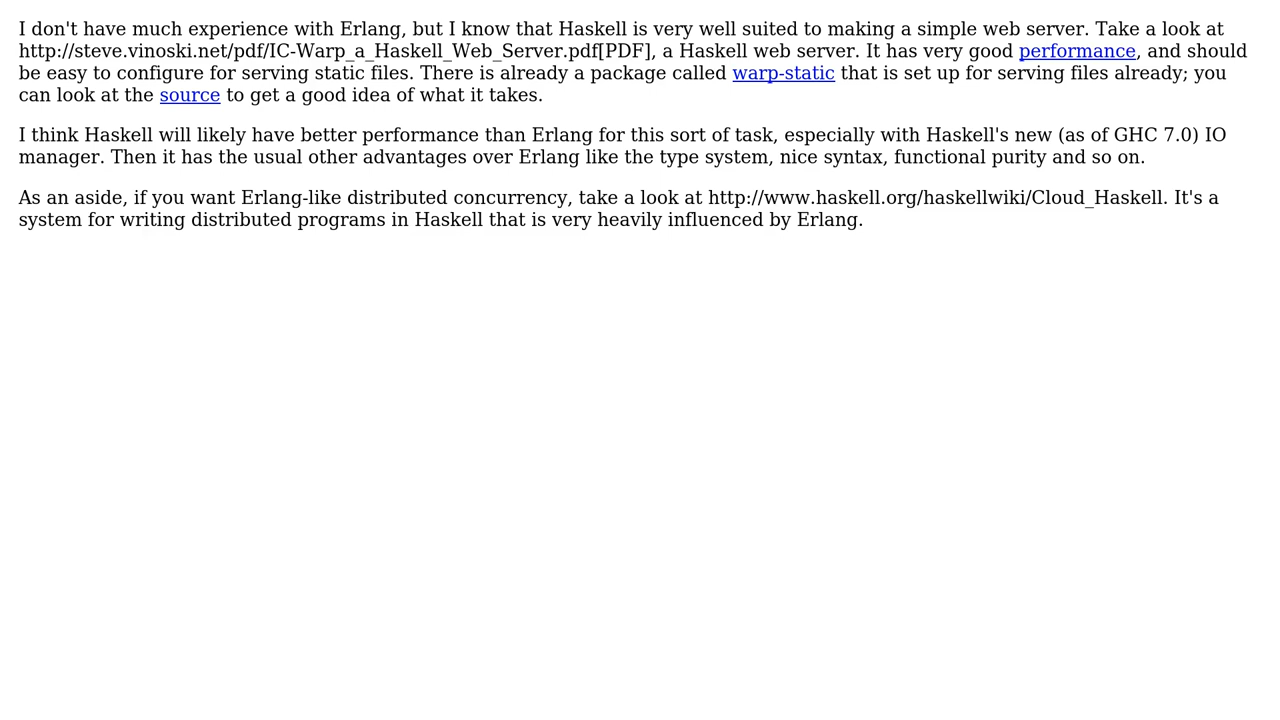 I don't have much experience with Erlang, but I know that Haskell is very well suited to making a simple web server. Take a look at
http://steve.vinoski.net/pdf/IC-Warp_a_Haskell_Web_Server.pdf[PDF], a Haskell web server. It has very good performance, and should
be easy to configure for serving static files. There is already a package called warp-static that is set up for serving files already; you
can look at the source to get a good idea of what it takes.
I think Haskell will likely have better performance than Erlang for this sort of task, especially with Haskell's new (as of GHC 7.0) IO
manager. Then it has the usual other advantages over Erlang like the type system, nice syntax, functional purity and so on.
As an aside, if you want Erlang-like distributed concurrency, take a look at http://www.haskell.org/haskellwiki/Cloud_Haskell. It's a
system for writing distributed programs in Haskell that is very heavily influenced by Erlang.